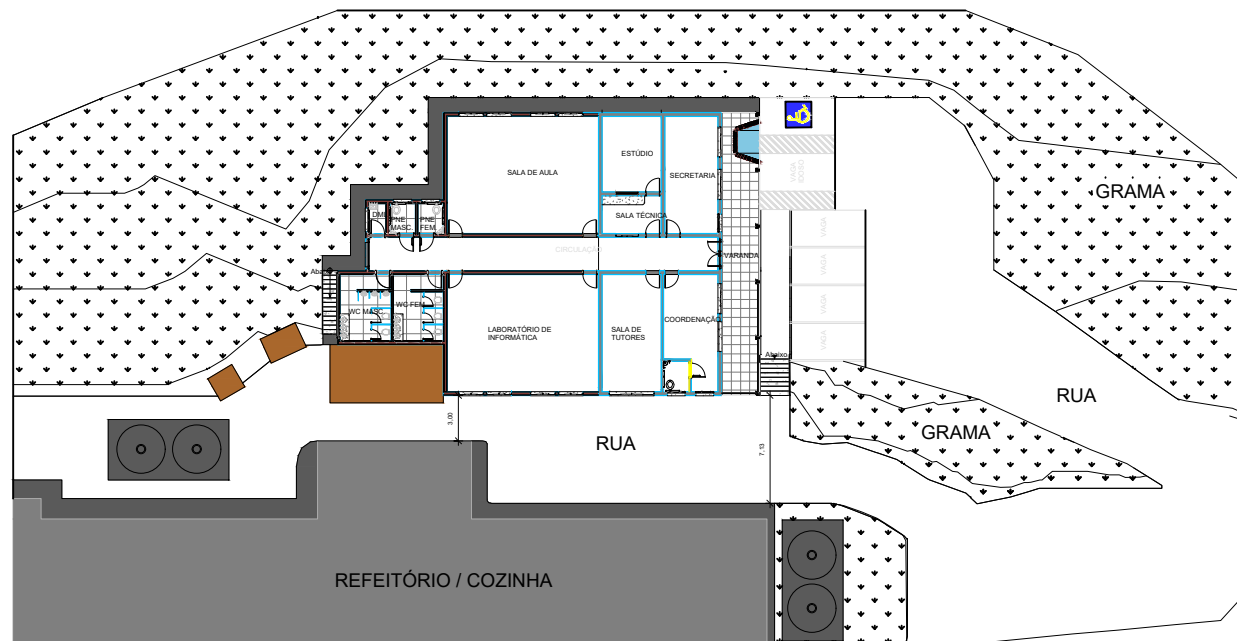 VAGA
IDOSO
GRAMA
ESTÚDIO
SALA DE AULA
SECRETARIA
DML
PNE
MASC.
PNE
FEM.
SALA TÉCNICA
VAGA
CIRCULAÇÃO
VARANDA
VAGA
WC MASC.
WC FEM.
VAGA
COORDENAÇÃO
LABORATÓRIO DE
INFORMÁTICA
SALA DE
TUTORES
VAGA
Abaixo
RUA
3,00
RUA
7,13
GRAMA
REFEITÓRIO / COZINHA